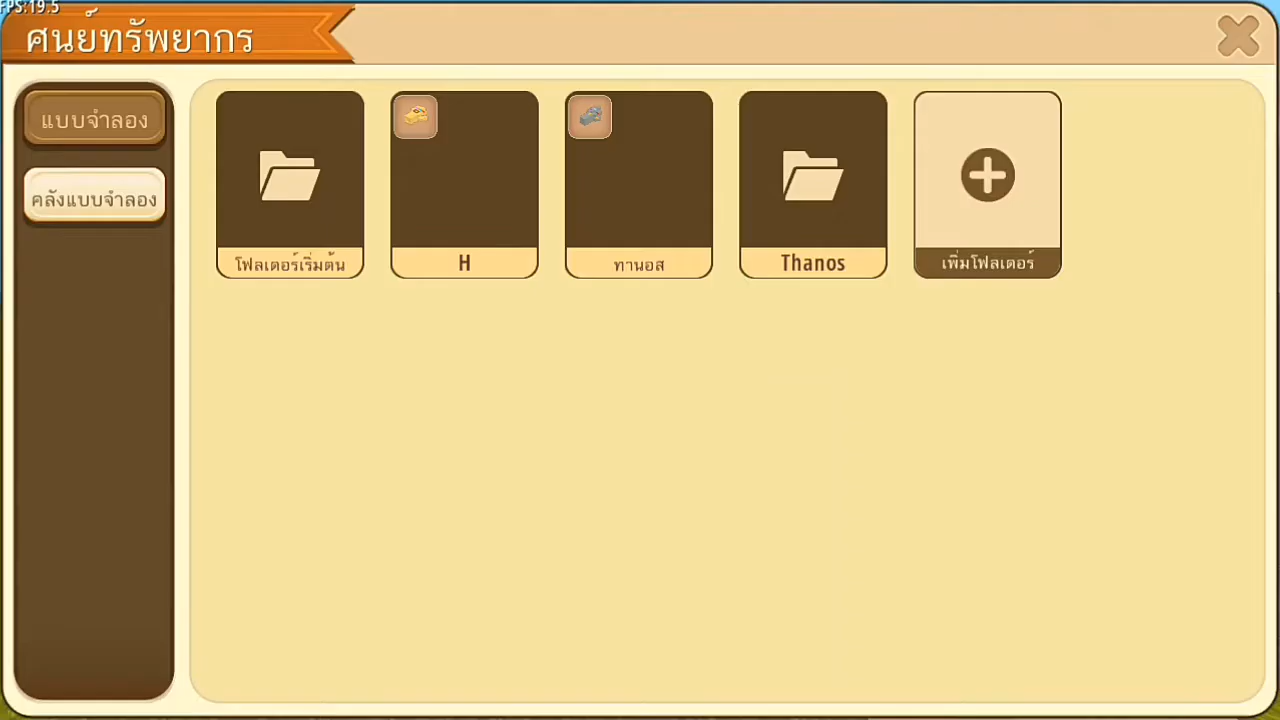 FPS:19.5
ศูนย์ทรัพยากร
แบบจำลอง
คลังแบบจำลอง
โฟลเดอร์เริ่มต้น
H
ทานอส
Thanos
เพิ่มโฟลเดอร์